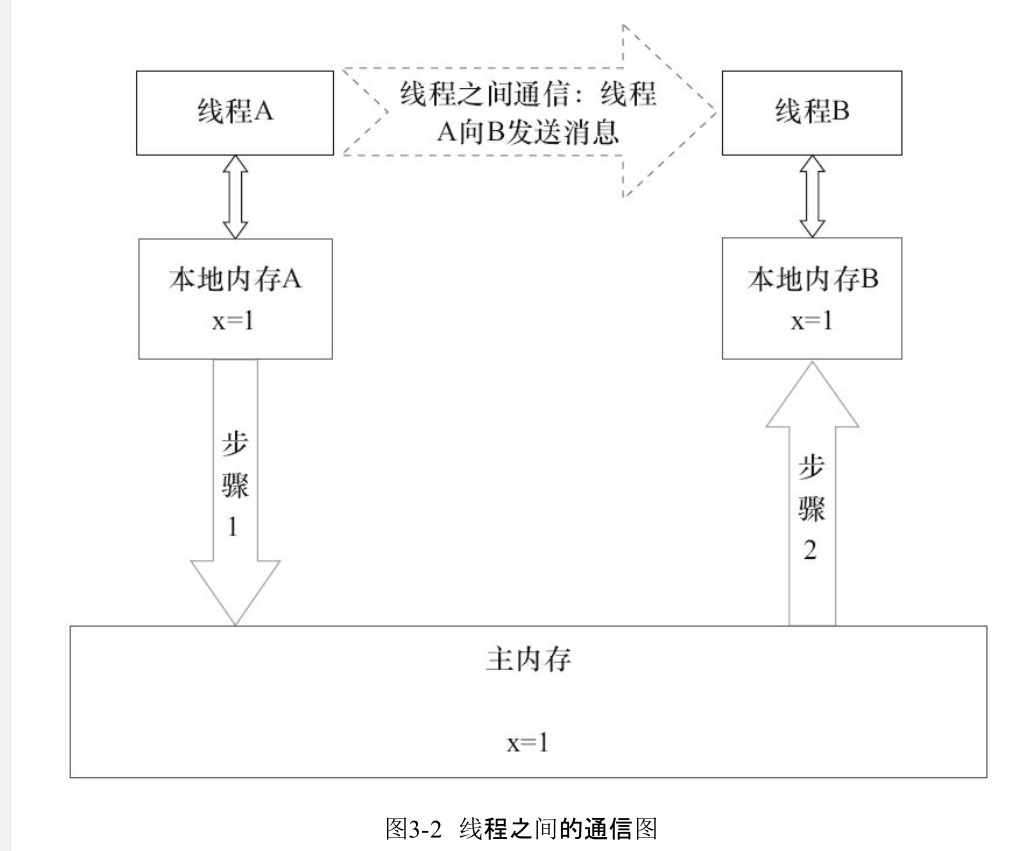 线程A
线程之间通信：线程
A向B发送消息
线程B
本地内存A
x=1
本地内存B
x=1
步
骤
1
步
骤
2
主内存
x=1
图3-2 线程之间的通信图